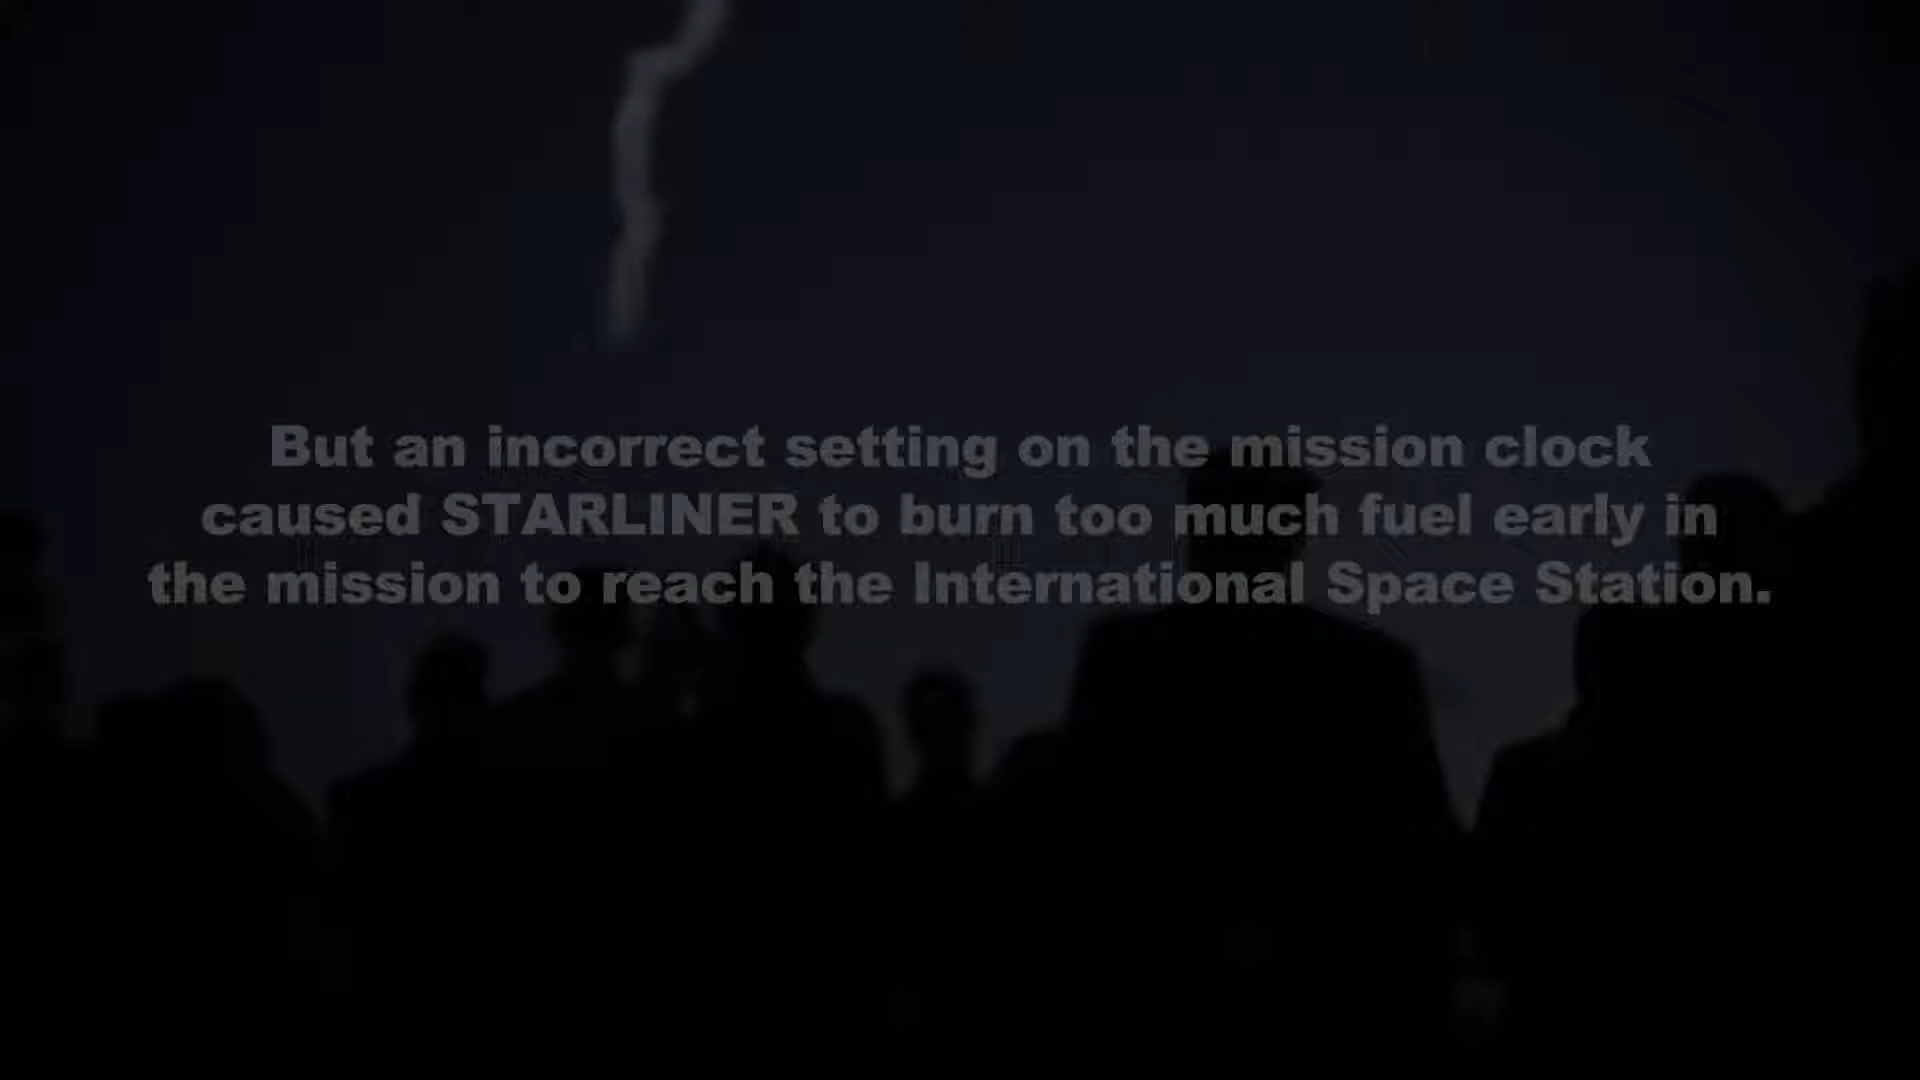 But an incorrect setting on the mission clock
caused STARLINER to burn too much fuel early in
the mission to reach the International Space Station.